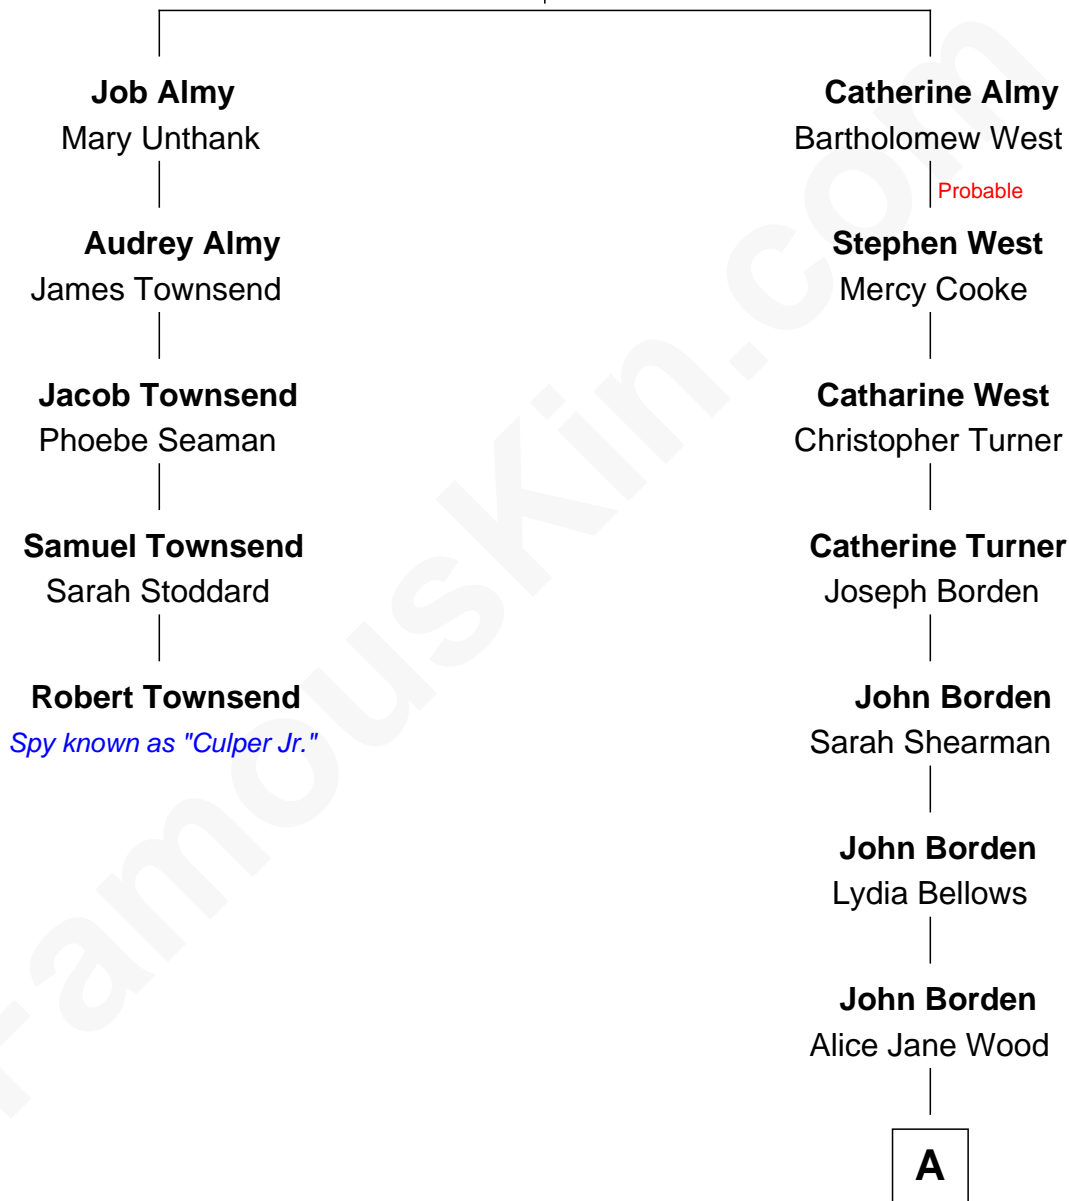 Job Almy
Mary Unthank
Audrey Almy
James Townsend
Jacob Townsend
Phoebe Seaman
Samuel Townsend
Sarah Stoddard
Robert Townsend
Spy known as "Culper Jr."
Catherine Almy
Bartholomew West
Probable
Stephen West
Mercy Cooke
Catharine West
Christopher Turner
Catherine Turner
Joseph Borden
John Borden
Sarah Shearman
John Borden
Lydia Bellows
John Borden
Alice Jane Wood
A
FamousKin.com